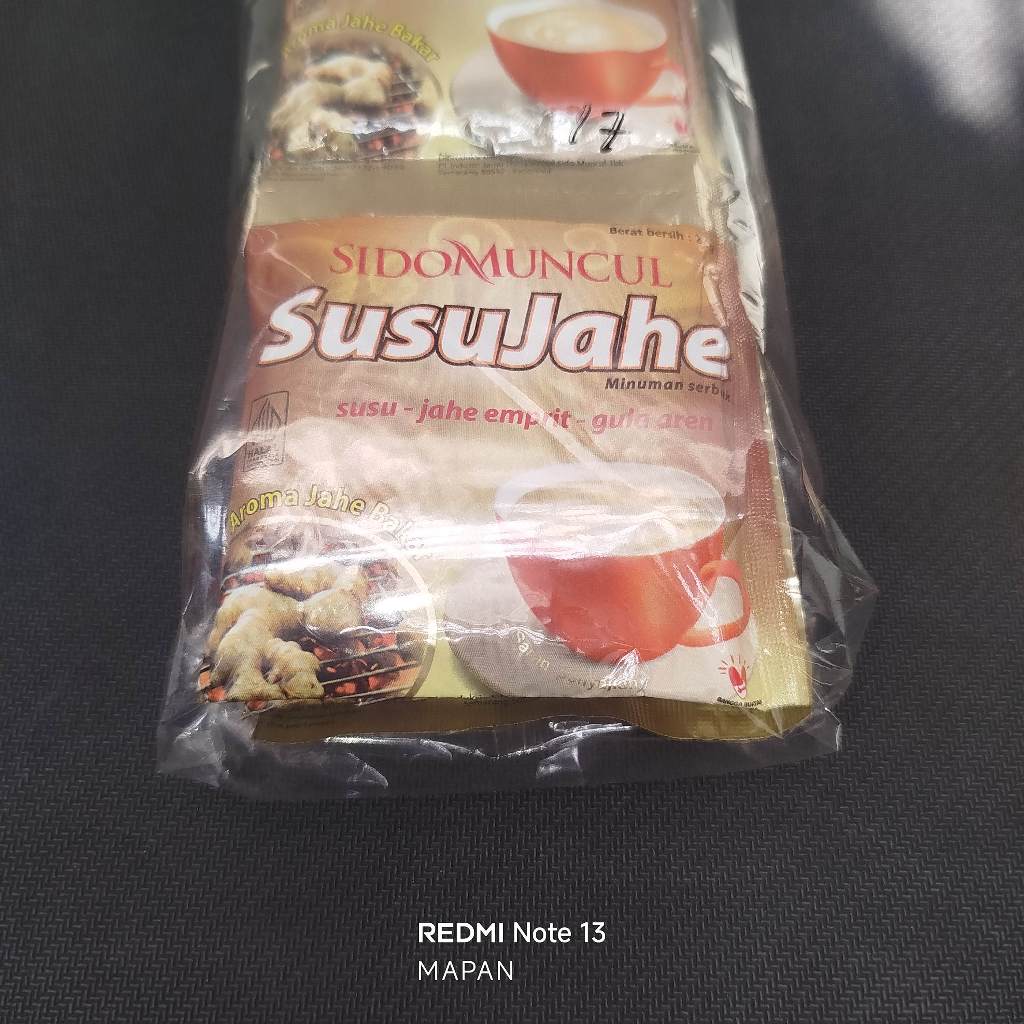 Aroma Jahe Bakar
17
Berat bersih :
SIDOMUNCUL
SusuJahe
Minuman serbuk
susu - jahe emprit - gula aren
HALAL
Aroma Jahe Bakar
REDMI Note 13
MAPAN